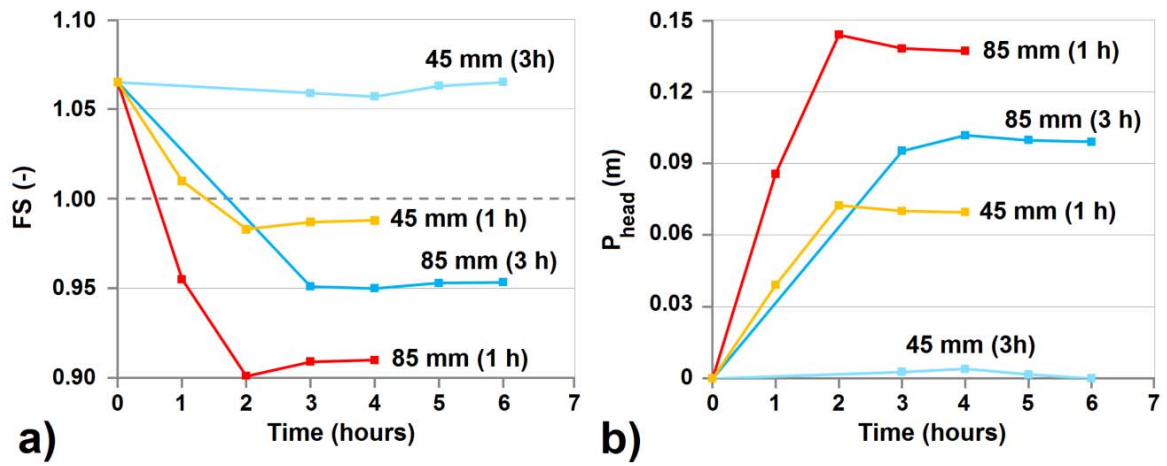 1.10
1.05
1.00
0.95
0.90
FS (-)
45 mm (3h)
45 mm (1 h)
85 mm (3 h)
85 mm (1 h)
0 1 2 3 4 5 6 7
Time (hours)
a)
0.15
0.12
0.09
0.06
0.03
0
Phead (m)
85 mm (1 h)
85 mm (3 h)
45 mm (1 h)
45 mm (3h)
0 1 2 3 4 5 6 7
Time (hours)
b)